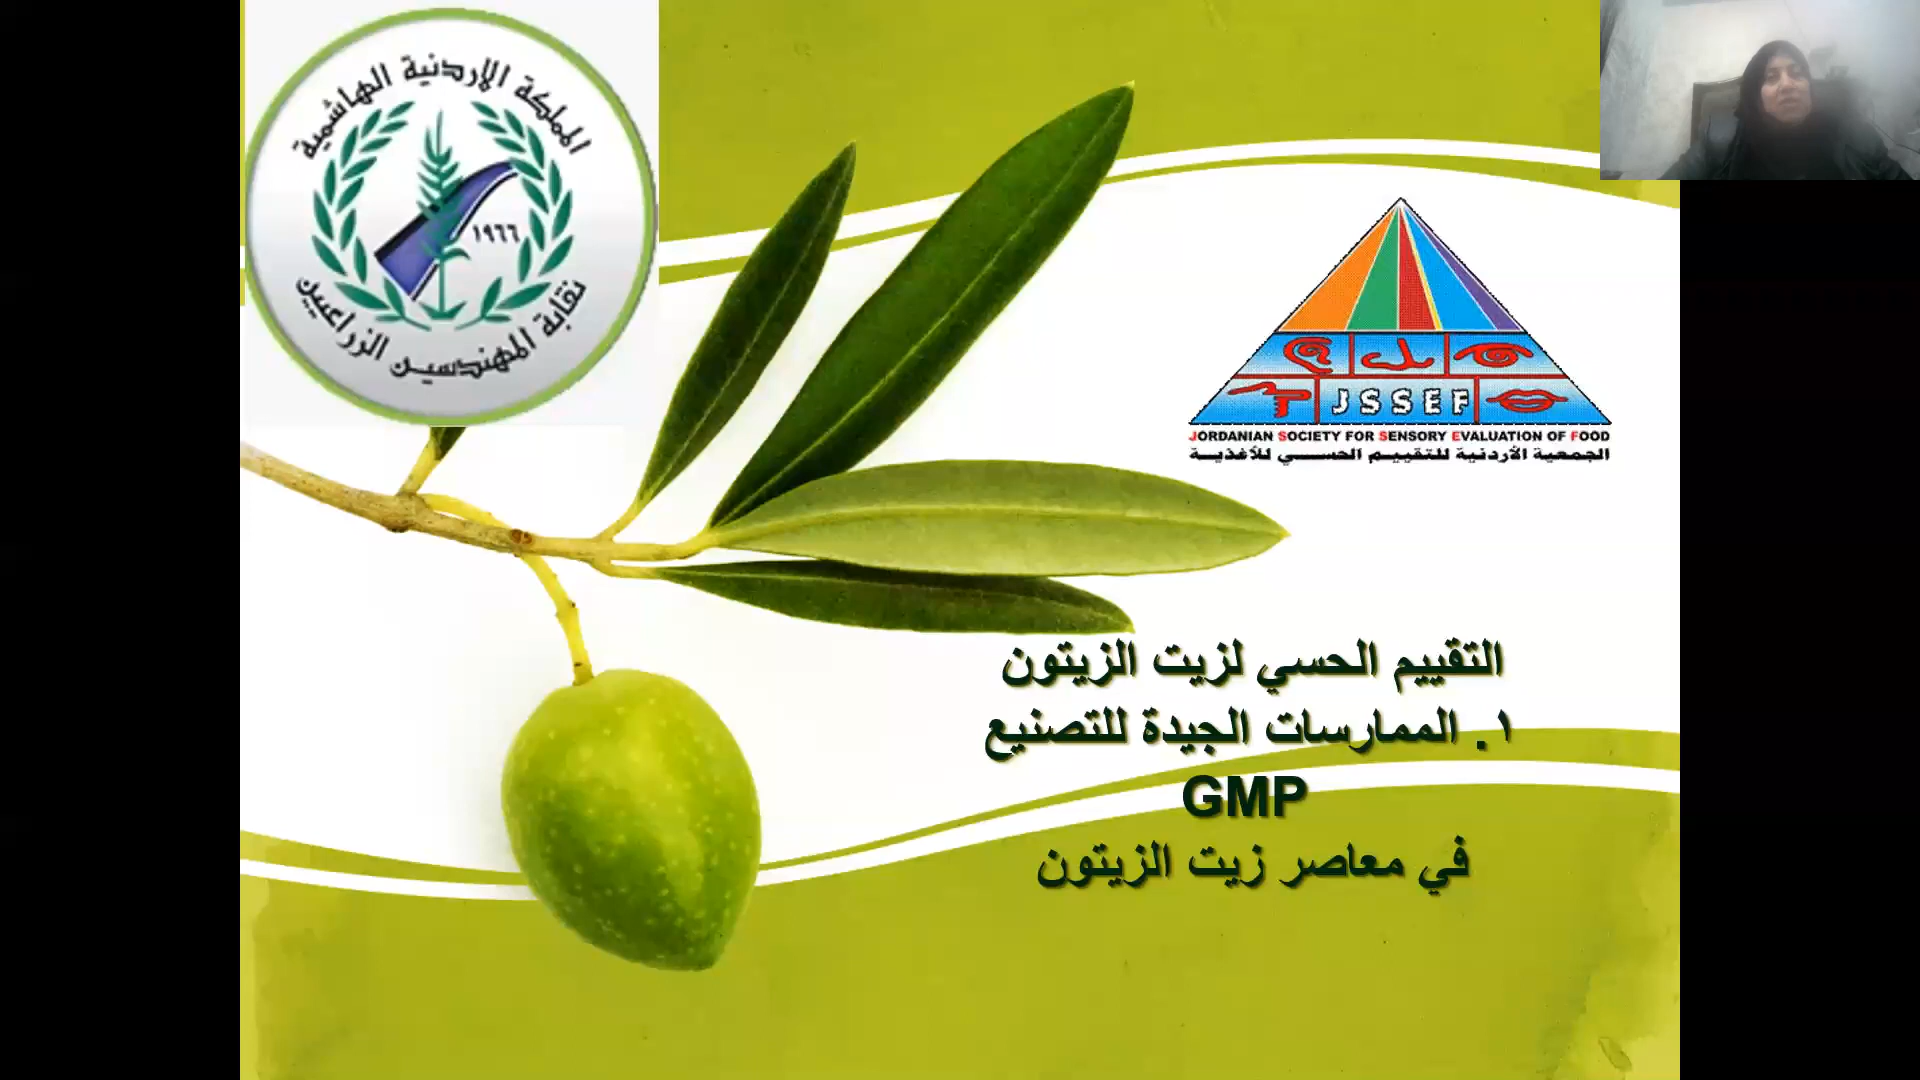 المملكة الاردنية الهاشمية
١٩٦٦
نقابة المهندسين الزراعيين
JSSEF
JORDANIAN SOCIETY FOR SENSORY EVALUATION OF FOOD
الجمعية الأردنية للتقييم الحسي للأغذية
التقييم الحسي لزيت الزيتون
١. الممارسات الجيدة للتصنيع
GMP
في معاصر زيت الزيتون